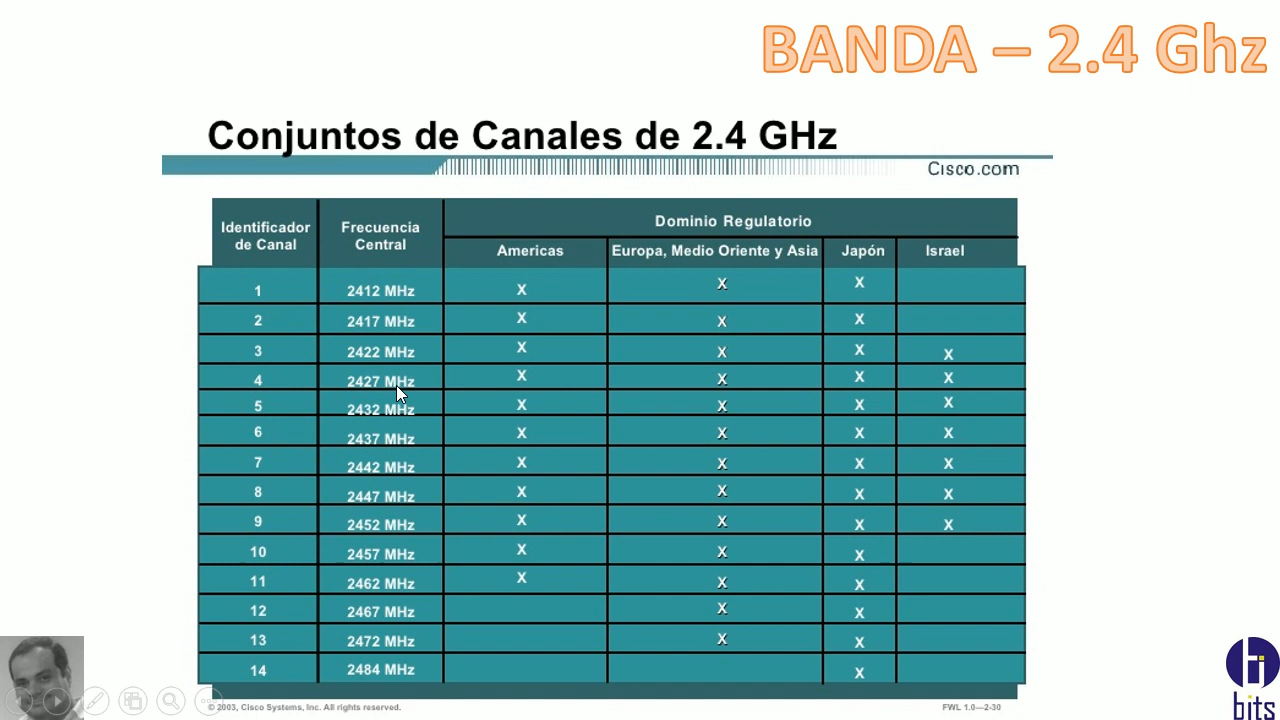 BANDA – 2.4 Ghz
Conjuntos de Canales de 2.4 GHz
Cisco.com
Identificador de Canal Frecuencia Central Dominio Regulatorio
Americas Europa, Medio Oriente y Asia Japón Israel
1 2412 MHz X X X
2 2417 MHz X X X
3 2422 MHz X X X X
4 2427 MHz X X X X
5 2432 MHz X X X X
6 2437 MHz X X X X
7 2442 MHz X X X X
8 2447 MHz X X X X
9 2452 MHz X X X X
10 2457 MHz X X X
11 2462 MHz X X X
12 2467 MHz X X
13 2472 MHz X X
14 2484 MHz X
© 2003, Cisco Systems, Inc. All rights reserved. FWL 1.0—2-30
bits